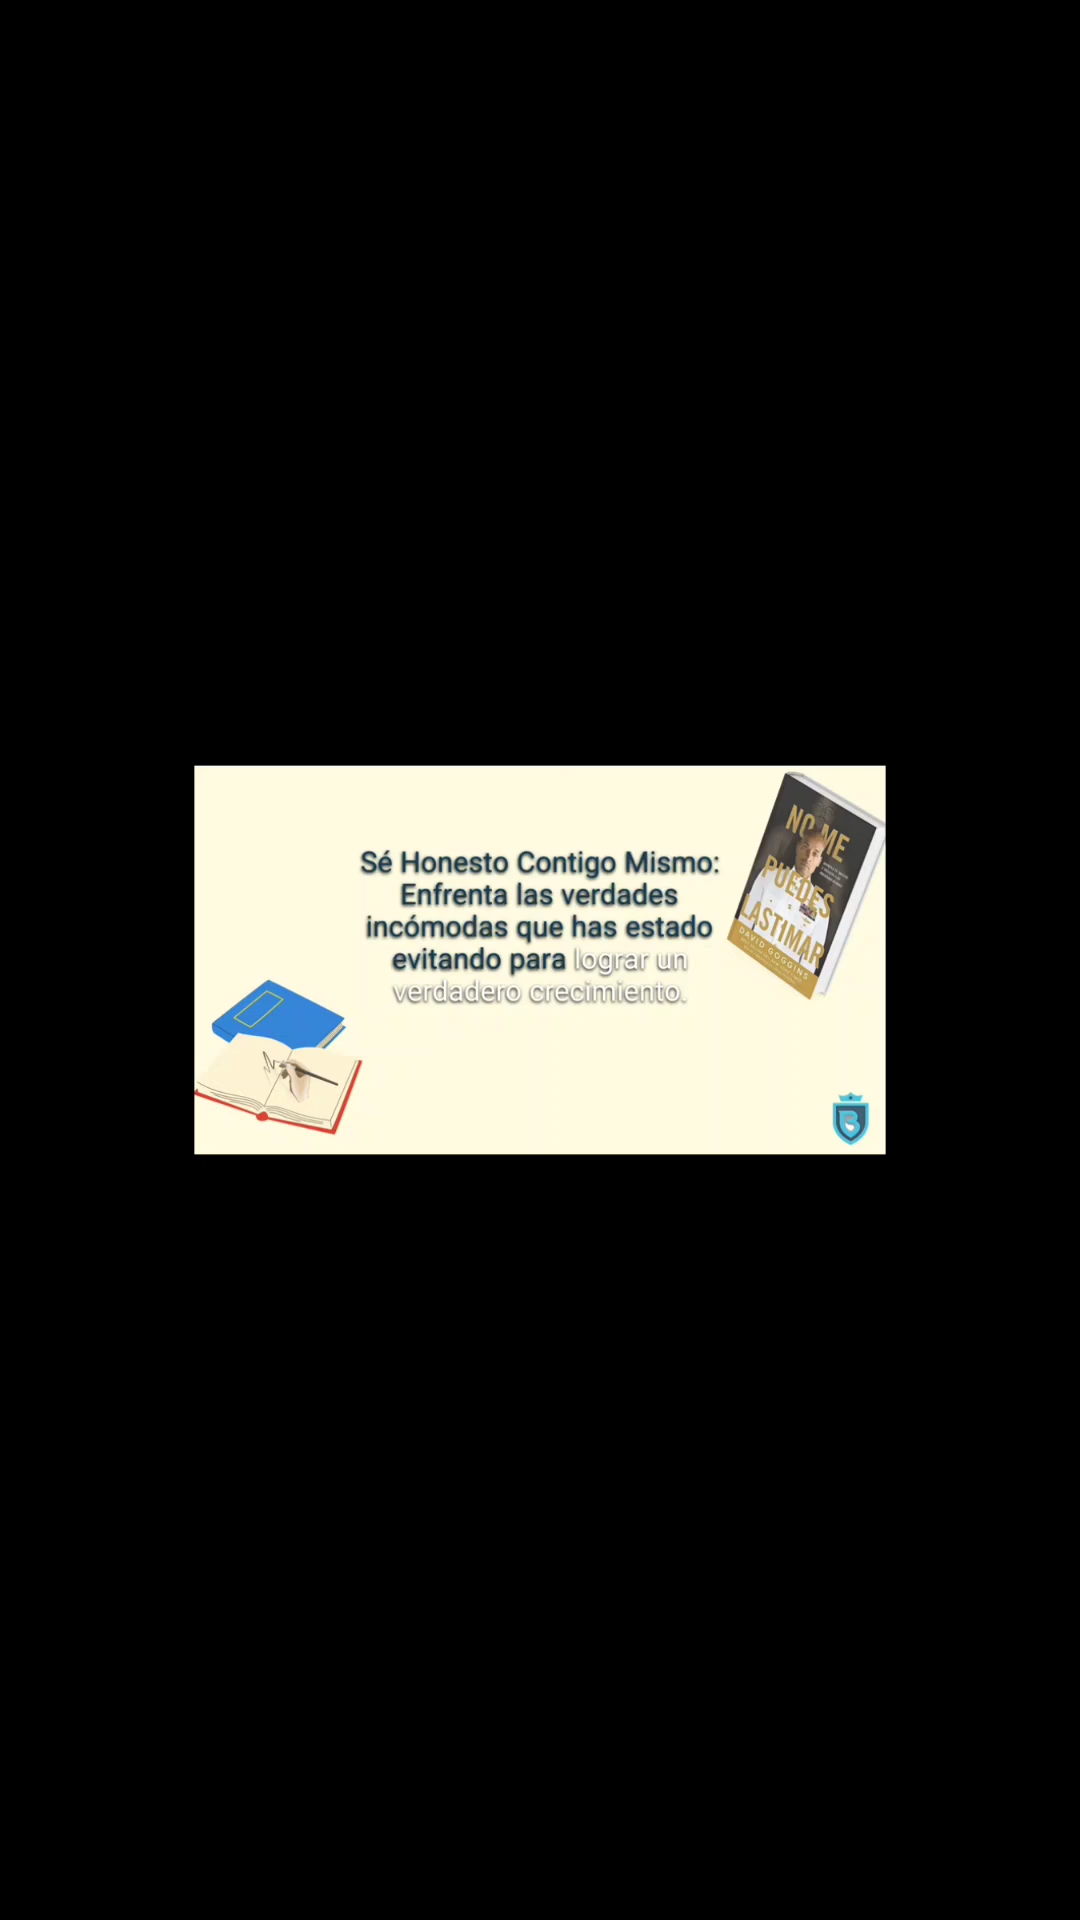 Sé Honesto Contigo Mismo:
Enfrenta las verdades
incómodas que has estado
evitando para lograr un
verdadero crecimiento.
NO ME
PUEDES
LASTIMAR
DAVID GOGGINS